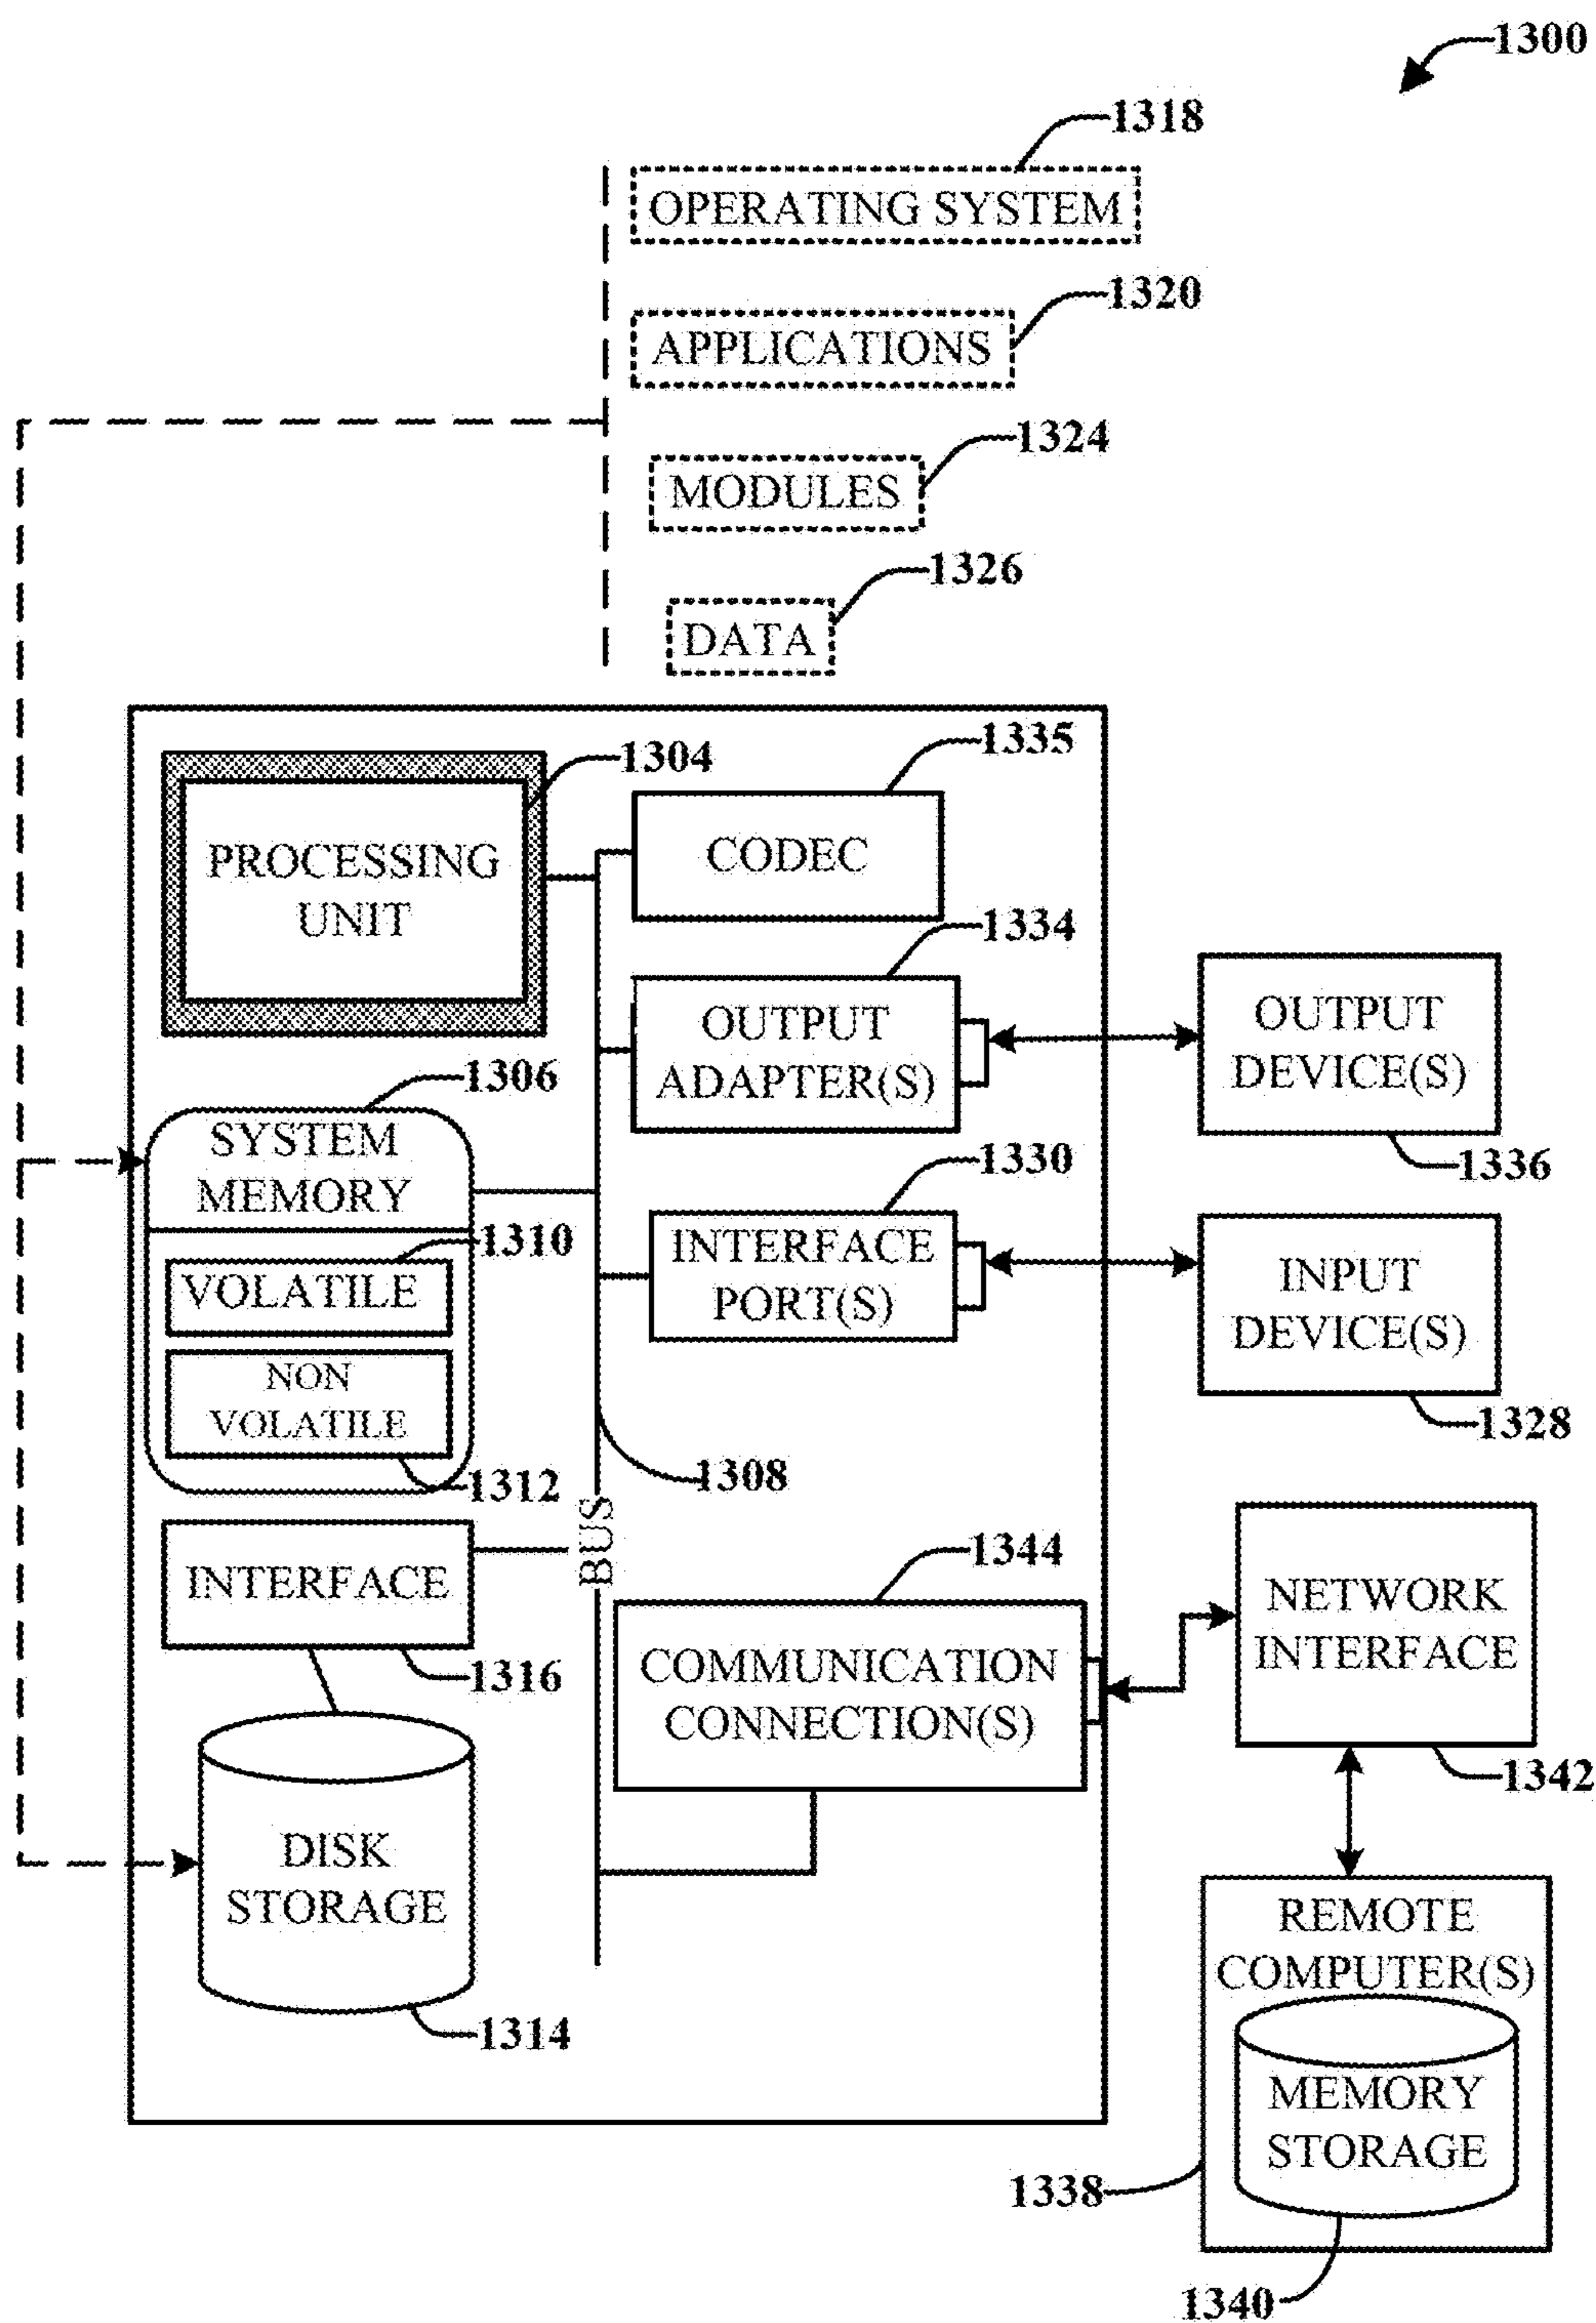 1300
1318
OPERATING SYSTEM
1320
APPLICATIONS
1324
MODULES
1326
DATA
1304
PROCESSING
UNIT
1335
CODEC
1334
OUTPUT
ADAPTER(S)
OUTPUT
DEVICE(S)
1336
1306
SYSTEM
MEMORY
1310
VOLATILE
NON
VOLATILE
1312
1330
INTERFACE
PORT(S)
INPUT
DEVICE(S)
1328
1308
BUS
INTERFACE
1316
1344
COMMUNICATION
CONNECTION(S)
NETWORK
INTERFACE
1342
DISK
STORAGE
1314
REMOTE
COMPUTER(S)
MEMORY
STORAGE
1338
1340